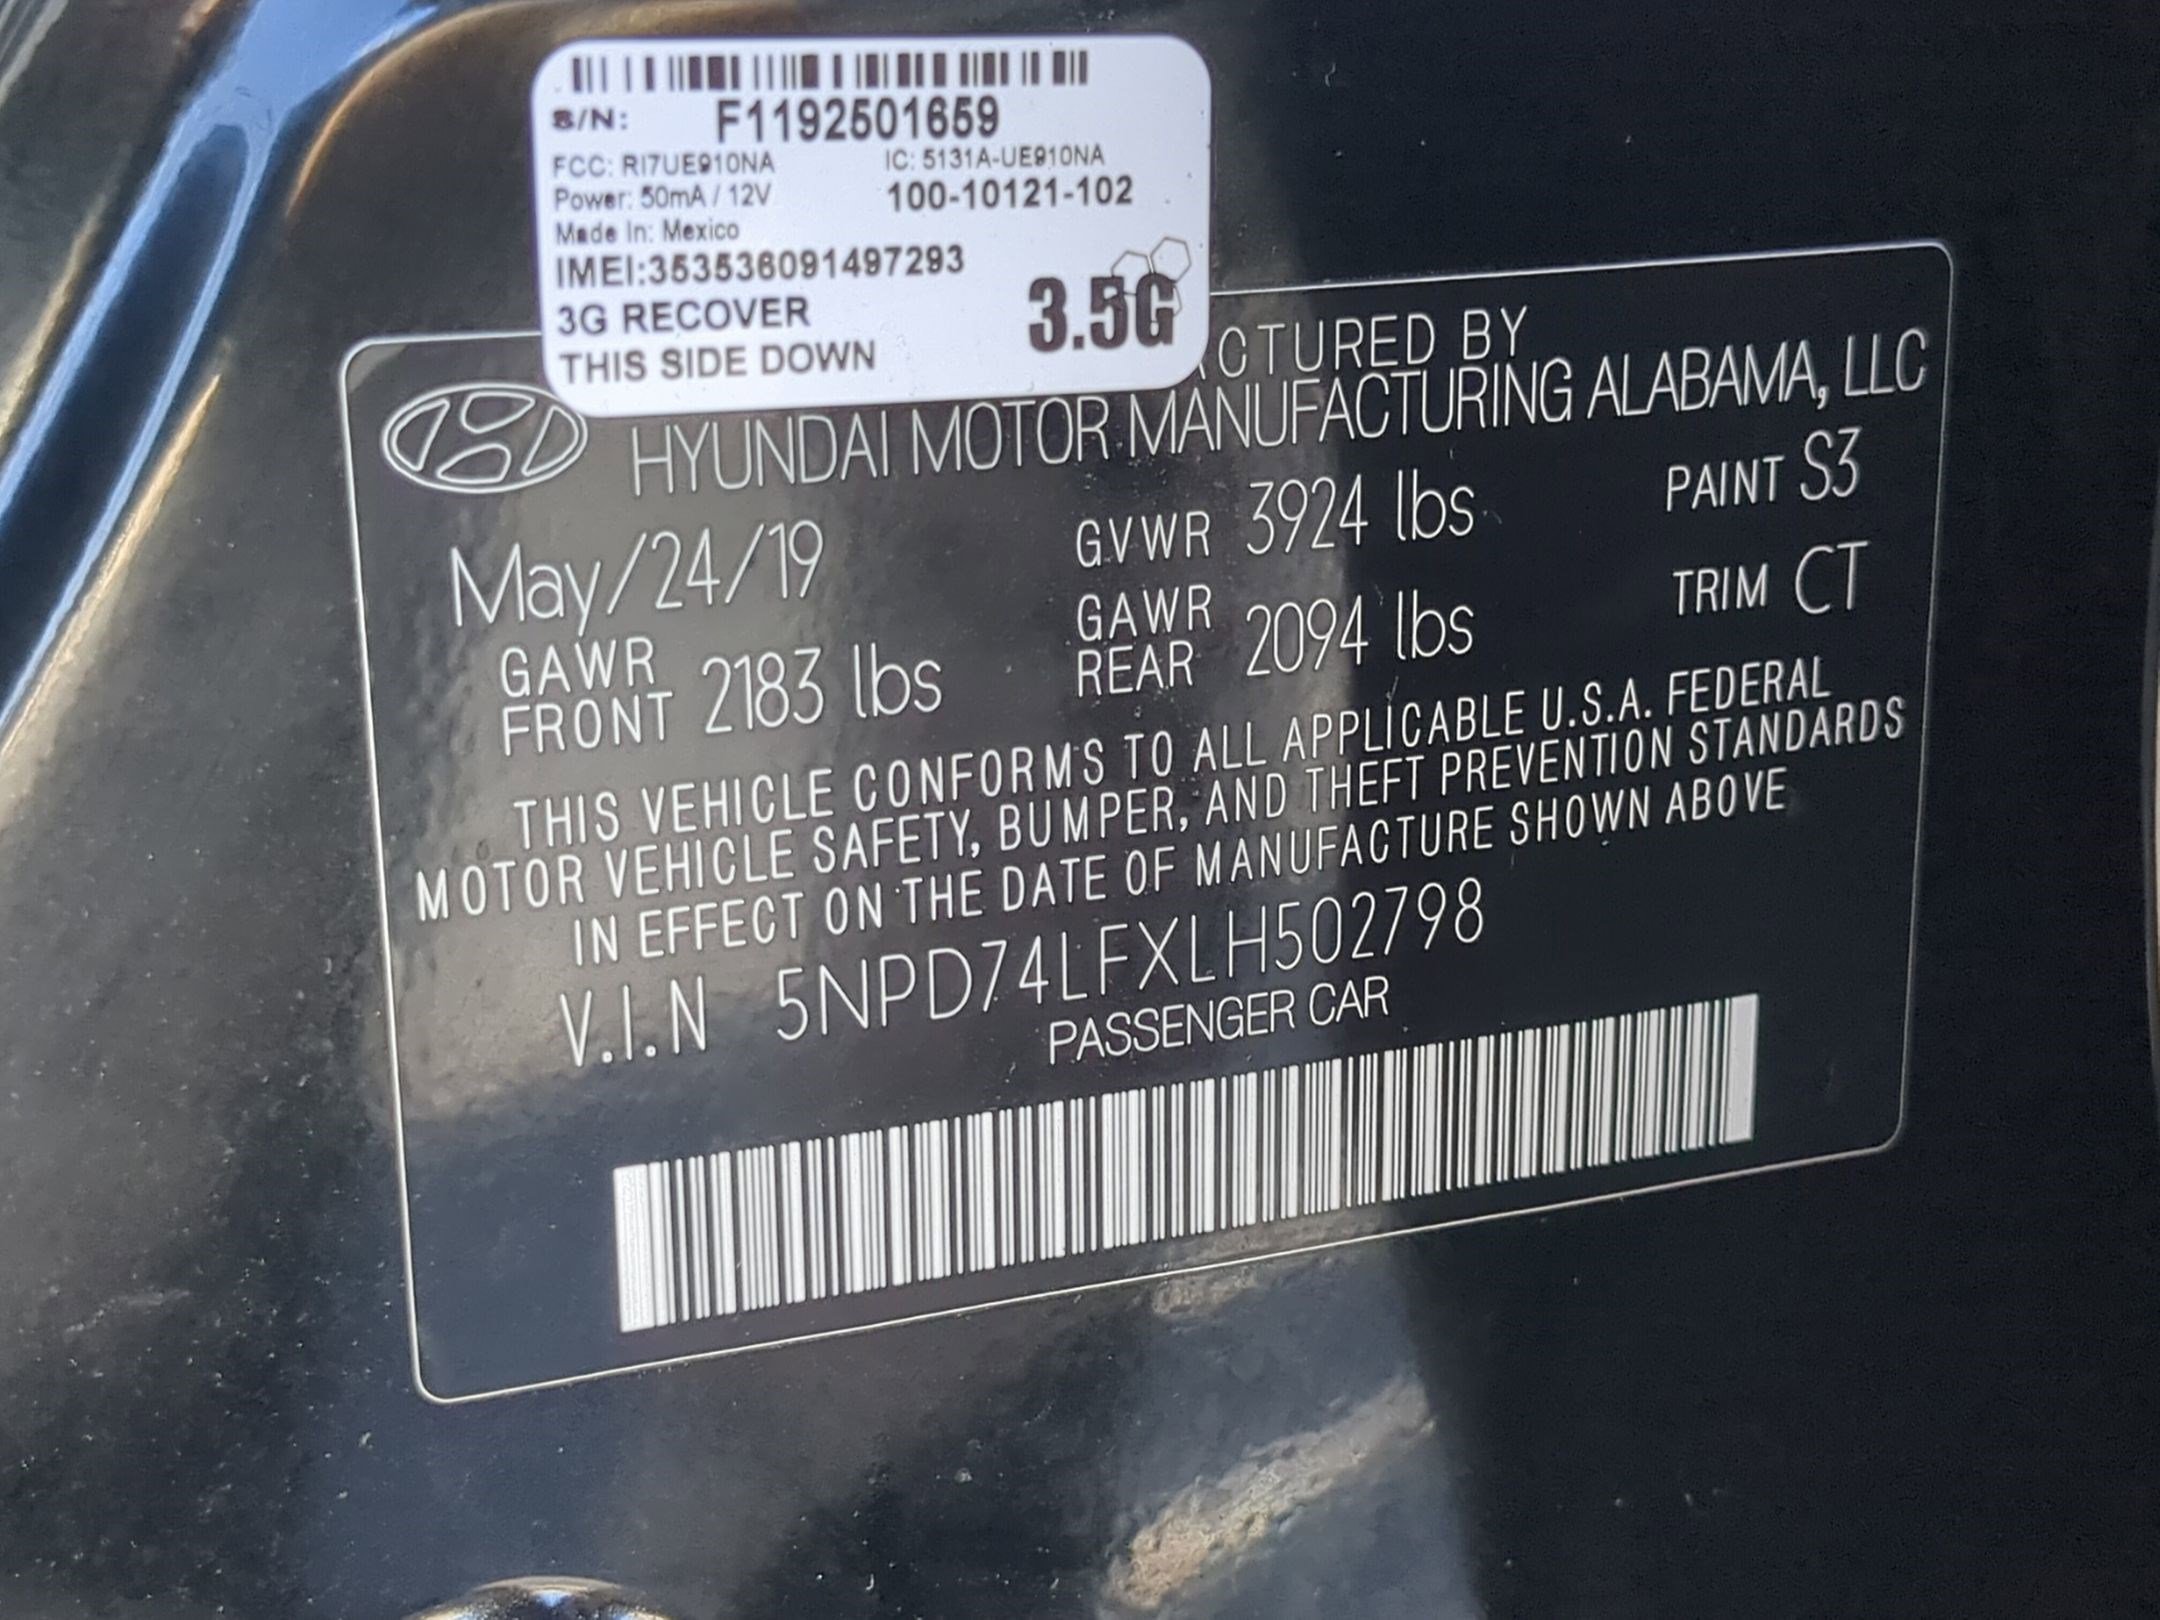 S/N: F1192501659
FCC: RI7UE910NA IC: 5131A-UE910NA
Power: 50mA / 12V 100-10121-102
Made In: Mexico
IMEI:353536091497293
3G RECOVER 3.5G
THIS SIDE DOWN
CTURED BY
HYUNDAI MOTOR MANUFACTURING ALABAMA, LLC
May/24/19 GVWR 3924 lbs PAINT S3
GAWR FRONT 2183 lbs GAWR REAR 2094 lbs TRIM CT
THIS VEHICLE CONFORMS TO ALL APPLICABLE U.S.A. FEDERAL
MOTOR VEHICLE SAFETY, BUMPER, AND THEFT PREVENTION STANDARDS
IN EFFECT ON THE DATE OF MANUFACTURE SHOWN ABOVE
V.I.N 5NPD74LFXLH502798
PASSENGER CAR